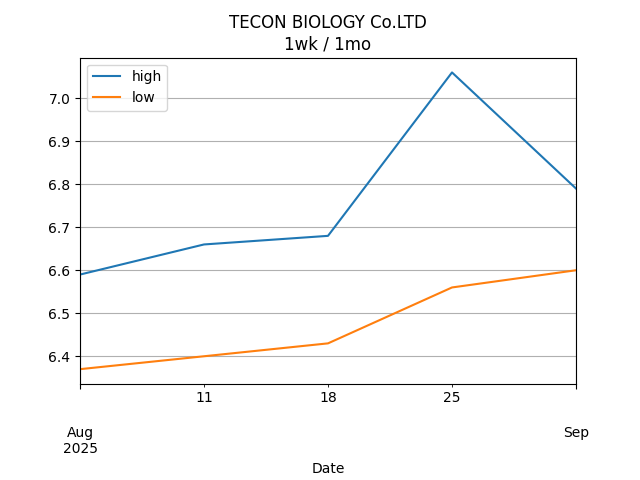 TECON BIOLOGY Co.LTD
1wk / 1mo
high
low
7.0
6.9
6.8
6.7
6.6
6.5
6.4
11
18
25
Aug
2025
Sep
Date